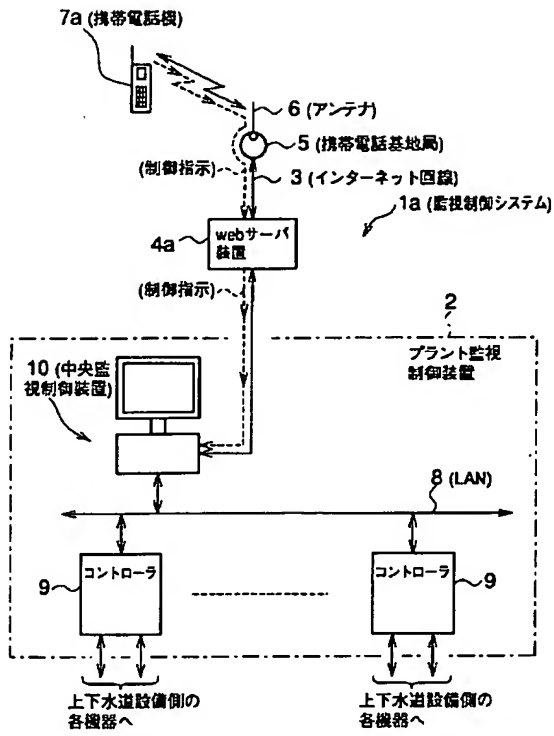 7a (携帯電話機)
6 (アンテナ)
5 (携帯電話基地局)
(制御指示)
3 (インターネット回線)
1a (監視制御システム)
4a
webサーバ
装置
(制御指示)
2
プラント監視
制御装置
10 (中央監
視制御装置)
8 (LAN)
9
コントローラ
コントローラ
9
上下水道設備側の
各機器へ
上下水道設備側の
各機器へ